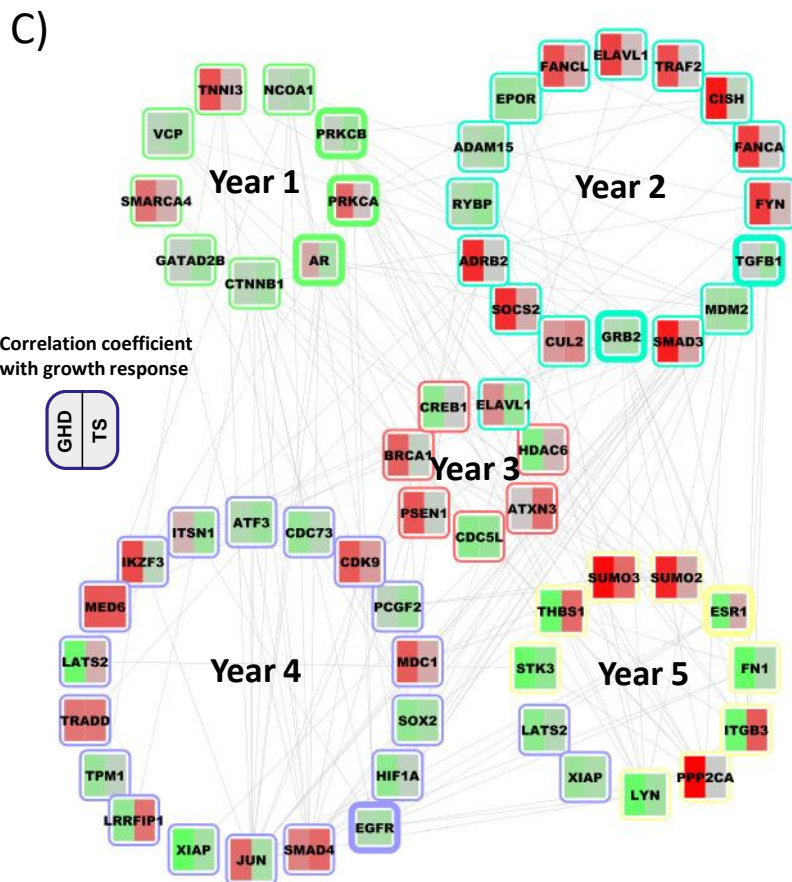 C)
Year 1
TNNI3
NCOA1
VCP
PRKCB
SMARCA4
PRKCA
GATAD2B
AR
CTNNB1
Year 2
FANCL
ELAVL1
TRAF2
EPOR
CISH
ADAM15
FANCA
RYBP
FYN
ADRB2
TGFB1
SOCS2
MDM2
CUL2
GRB2
SMAD3
Correlation coefficient
with growth response
GHD
TS
Year 3
CREB1
ELAVL1
BRCA1
HDAC6
PSEN1
ATXN3
CDC5L
Year 4
ITSN1
ATF3
CDC73
IKZF3
CDK9
MED6
PCGF2
LATS2
MDC1
TRADD
SOX2
TPM1
HIF1A
LRRFIP1
EGFR
XIAP
JUN
SMAD4
Year 5
SUMO3
SUMO2
THBS1
ESR1
STK3
FN1
LATS2
ITGB3
XIAP
PPP2CA
LYN